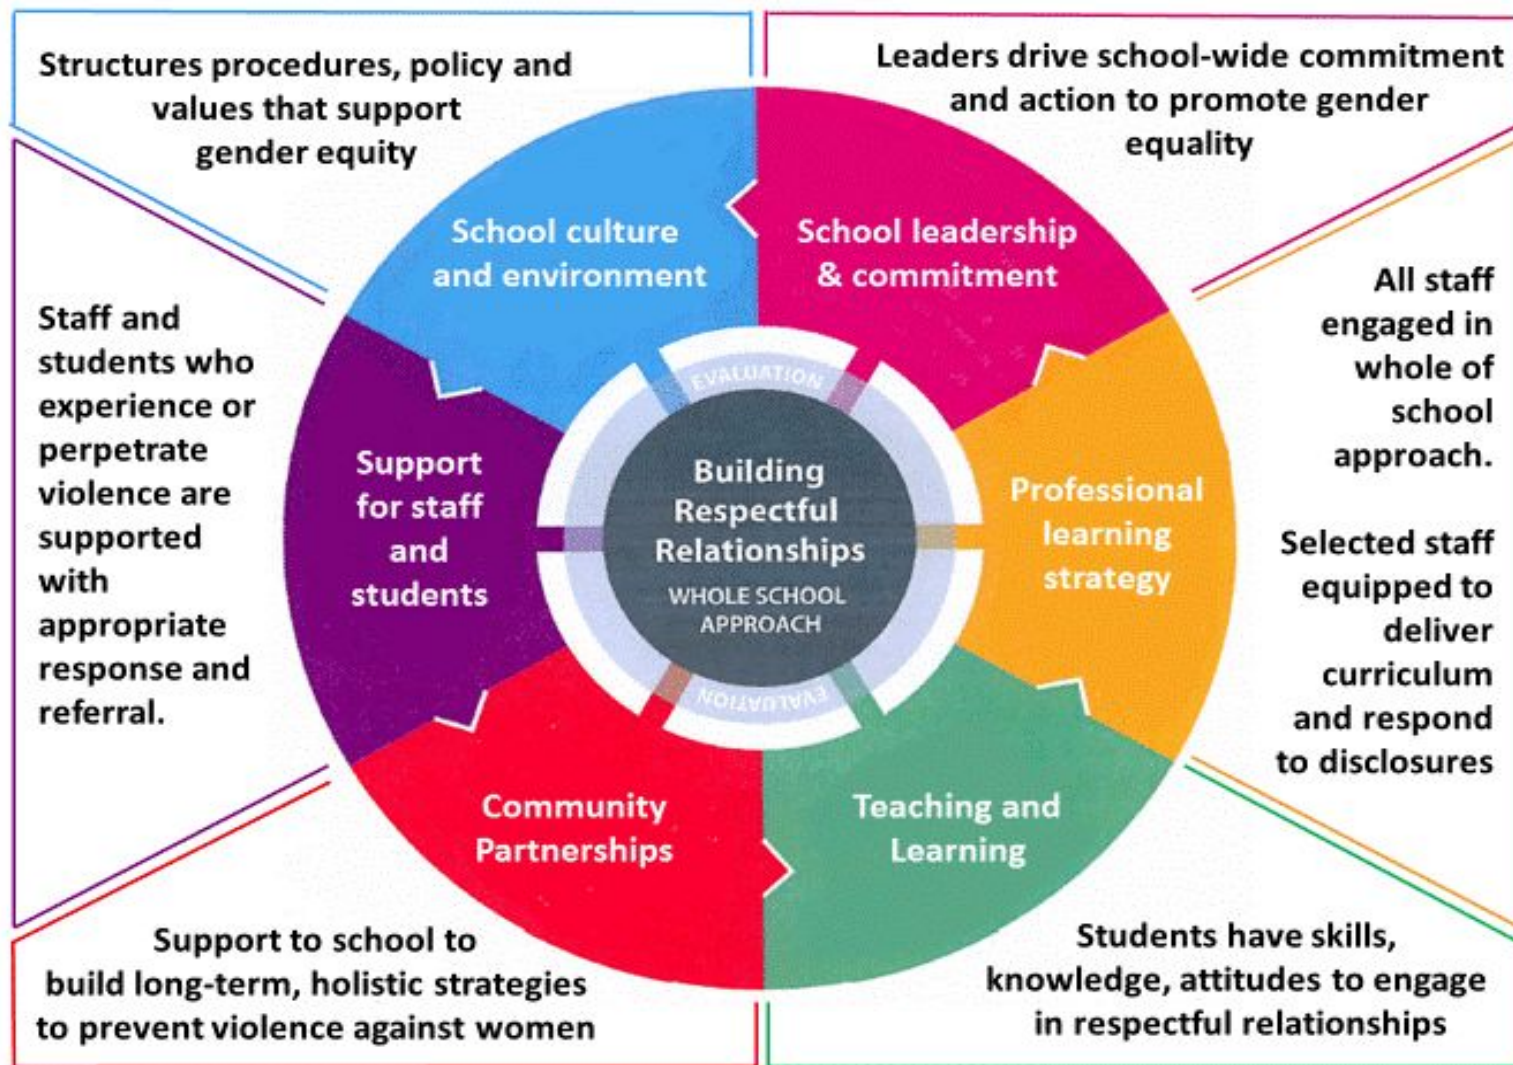 Structures procedures, policy and
values that support
gender equity
Leaders drive school-wide commitment
and action to promote gender
equality
School culture
and environment
School leadership
& commitment
Staff and
students who
experience or
perpetrate
violence are
supported
with
appropriate
response and
referral.
Support
for staff
and
students
EVALUATION
Building
Respectful
Relationships
WHOLE SCHOOL
APPROACH
EVALUATION
Professional
learning
strategy
All staff
engaged in
whole of
school
approach.
Selected staff
equipped to
deliver
curriculum
and respond
to disclosures
Community
Partnerships
Teaching and
Learning
Support to school to
build long-term, holistic strategies
to prevent violence against women
Students have skills,
knowledge, attitudes to engage
in respectful relationships